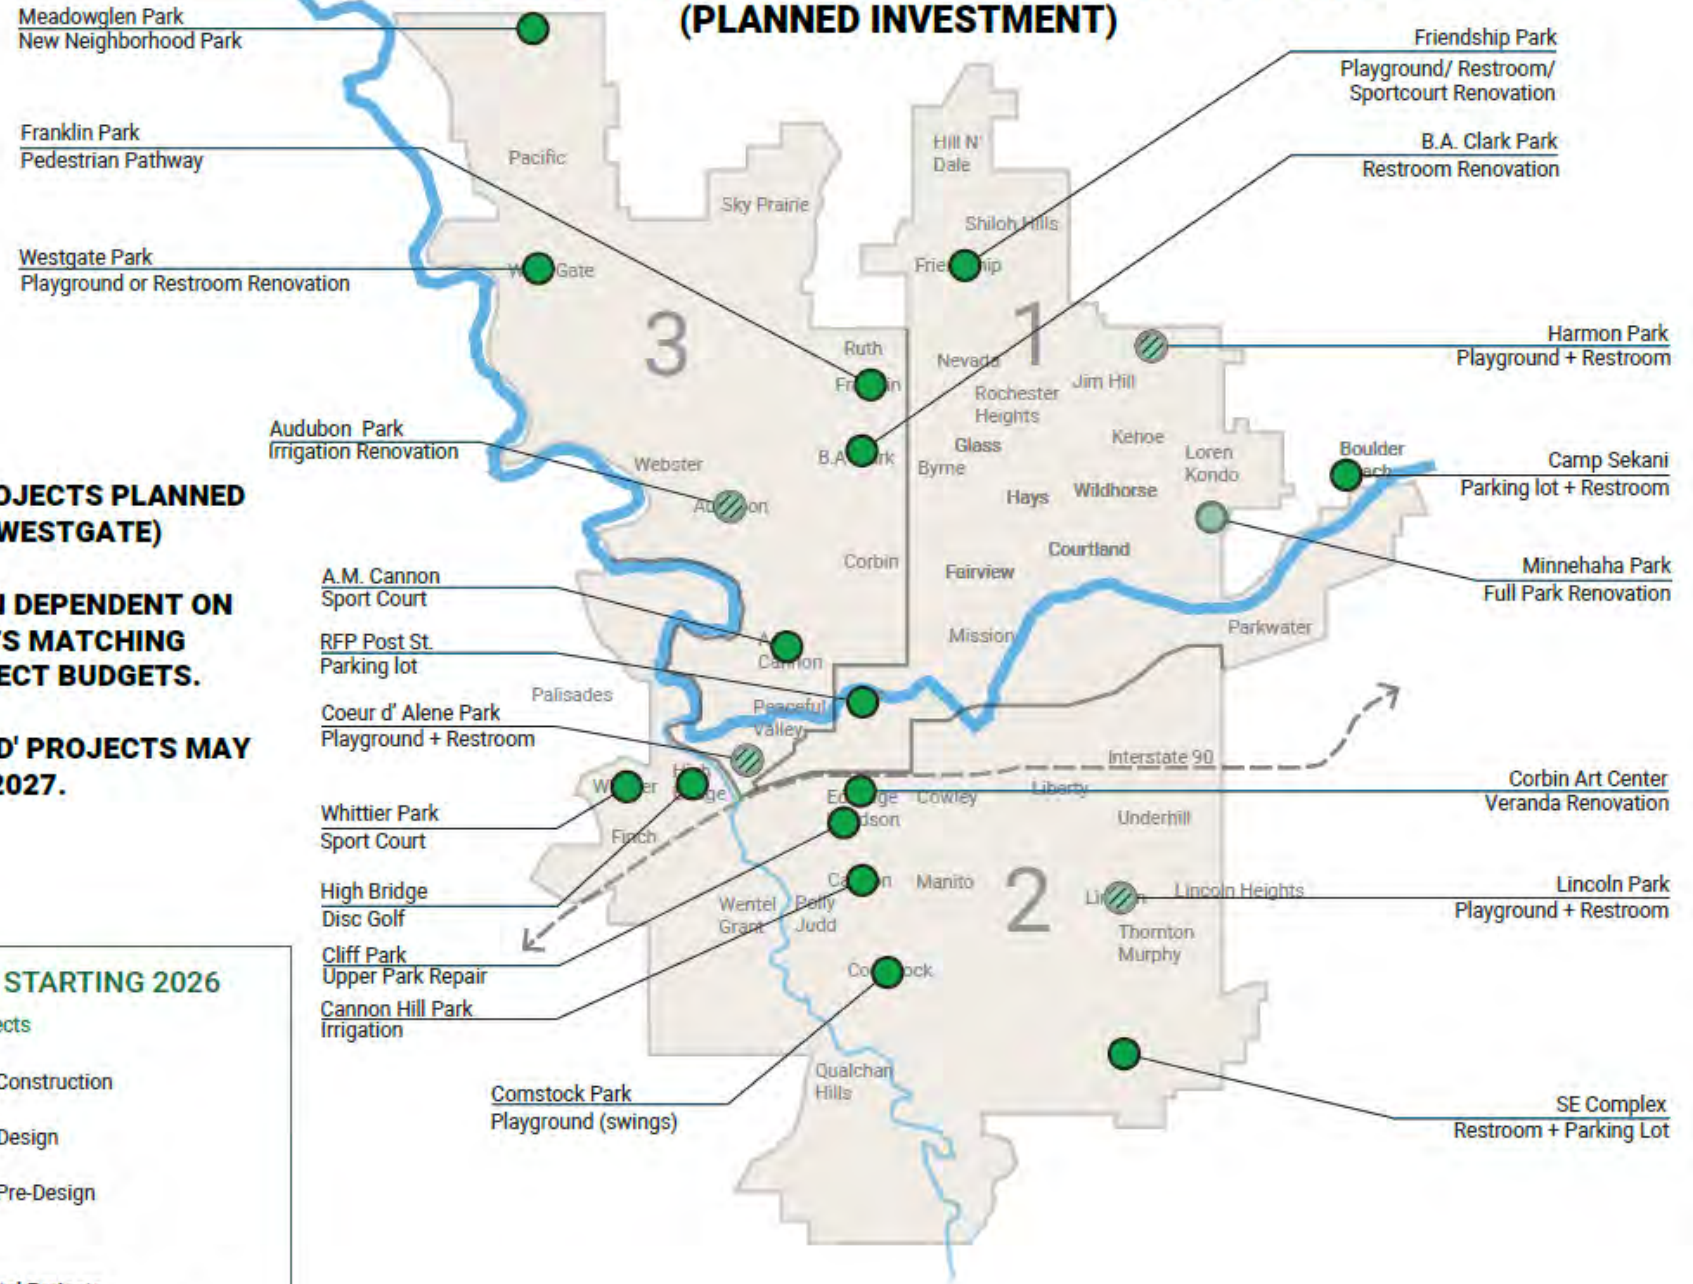 (PLANNED INVESTMENT)
Meadowglen Park
New Neighborhood Park
Franklin Park
Pedestrian Pathway
Westgate Park
Playground or Restroom Renovation
Audubon Park
Irrigation Renovation
OJECTS PLANNED
WESTGATE)
DEPENDENT ON
'S MATCHING
ECT BUDGETS.
D' PROJECTS MAY
2027.
A.M. Cannon
Sport Court
RFP Post St.
Parking lot
Coeur d' Alene Park
Playground + Restroom
Whittier Park
Sport Court
High Bridge
Disc Golf
Cliff Park
Upper Park Repair
Cannon Hill Park
Irrigation
Comstock Park
Playground (swings)
STARTING 2026
ects
Construction
Design
Pre-Design
Friendship Park
Playground/ Restroom/
Sportcourt Renovation
B.A. Clark Park
Restroom Renovation
Harmon Park
Playground + Restroom
Camp Sekani
Parking lot + Restroom
Minnehaha Park
Full Park Renovation
Corbin Art Center
Veranda Renovation
Lincoln Park
Playground + Restroom
SE Complex
Restroom + Parking Lot
Pacific
Sky Prairie
Hill N'
Dale
Shiloh Hills
Gate
3
1
Ruth
Nevada
Rochester
Heights
Jim Hill
Glass
Byrne
Kehoe
Loren
Kondo
Boulder
Hays
Wildhorse
Webster
Corbin
Courtland
Fairview
Mission
Parkwater
Cannon
Palisades
Peaceful
Valley
Interstate 90
High
Finch
Cowley
Liberty
Underhill
Manito
2
Lincoln Heights
Wentel
Grant
Polly
Judd
Thornton
Murphy
Qualchan
Hills